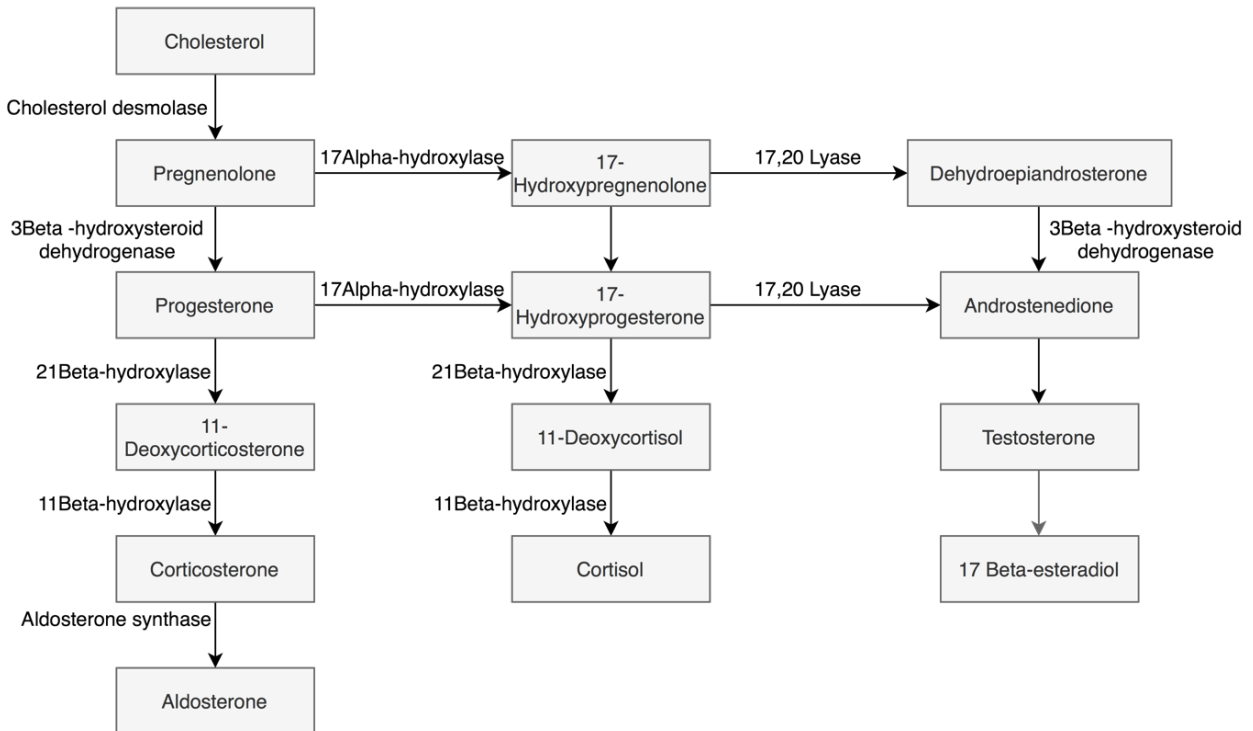 Cholesterol
Cholesterol desmolase
Pregnenolone
17Alpha-hydroxylase
17-
Hydroxypregnenolone
17,20 Lyase
Dehydroepiandrosterone
3Beta -hydroxysteroid
dehydrogenase
3Beta -hydroxysteroid
dehydrogenase
Progesterone
17Alpha-hydroxylase
17-
Hydroxyprogesterone
17,20 Lyase
Androstenedione
21Beta-hydroxylase
21Beta-hydroxylase
11-
Deoxycorticosterone
11-Deoxycortisol
Testosterone
11Beta-hydroxylase
11Beta-hydroxylase
Corticosterone
Cortisol
17 Beta-esteradiol
Aldosterone synthase
Aldosterone